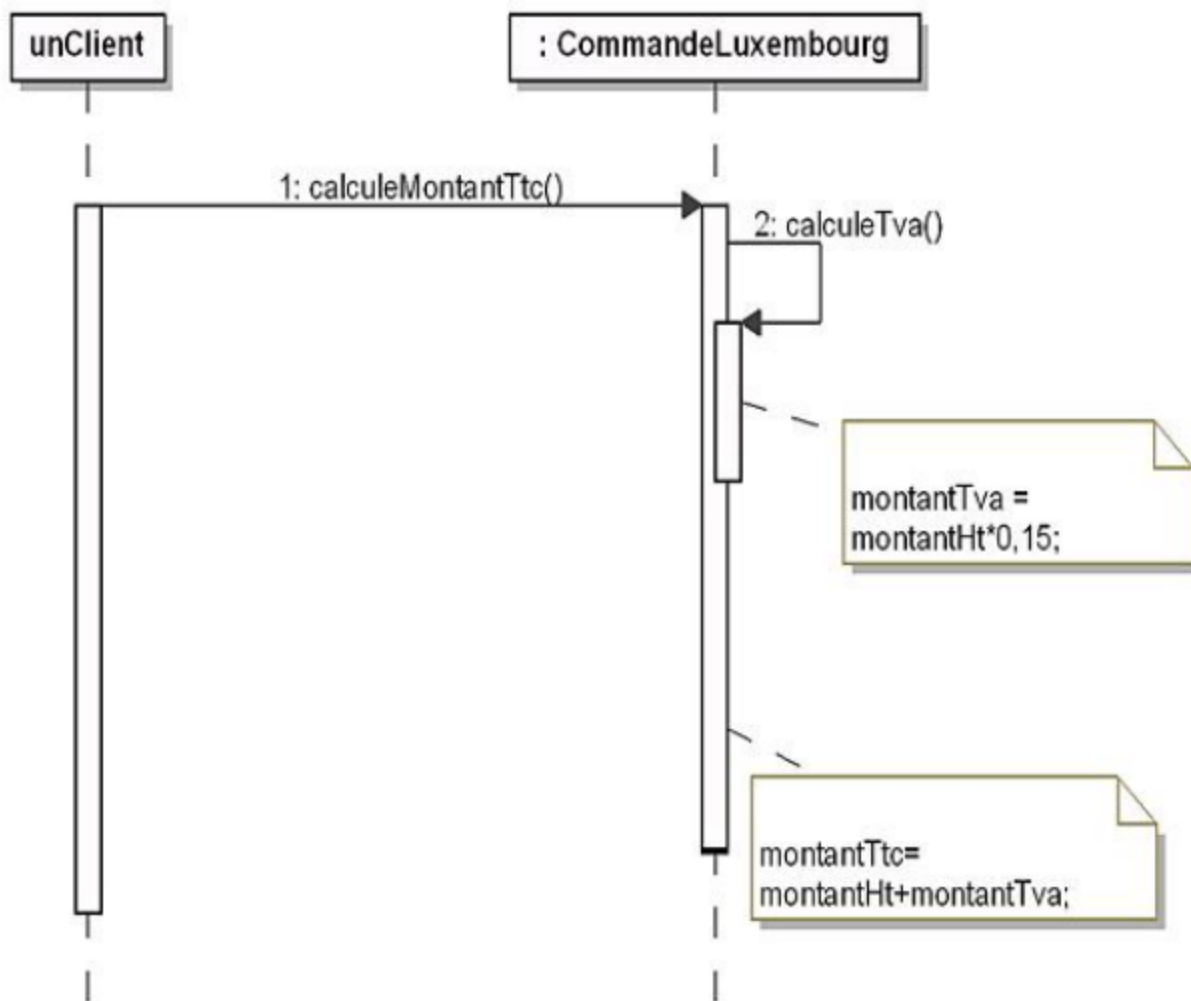 unClient
: CommandeLuxembourg
1: calculeMontantTtc()
2: calculeTva()
montantTva =
montantHt*0,15;
montantTtc=
montantHt+montantTva;